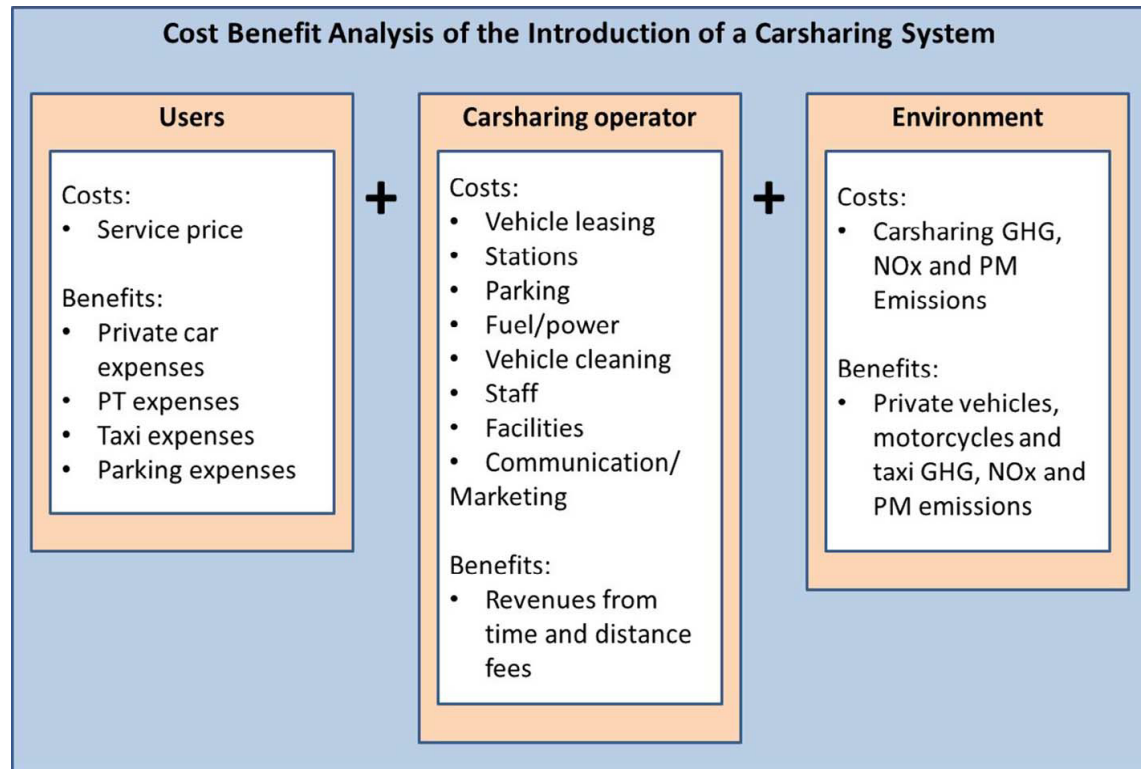 Cost Benefit Analysis of the Introduction of a Carsharing System
Users
Costs:
• Service price
Benefits:
• Private car
expenses
• PT expenses
• Taxi expenses
• Parking expenses
+
Carsharing operator
Costs:
• Vehicle leasing
• Stations
• Parking
• Fuel/power
• Vehicle cleaning
• Staff
• Facilities
• Communication/
Marketing
Benefits:
• Revenues from
time and distance
fees
+
Environment
Costs:
• Carsharing GHG,
NOx and PM
Emissions
Benefits:
• Private vehicles,
motorcycles and
taxi GHG, NOx and
PM emissions